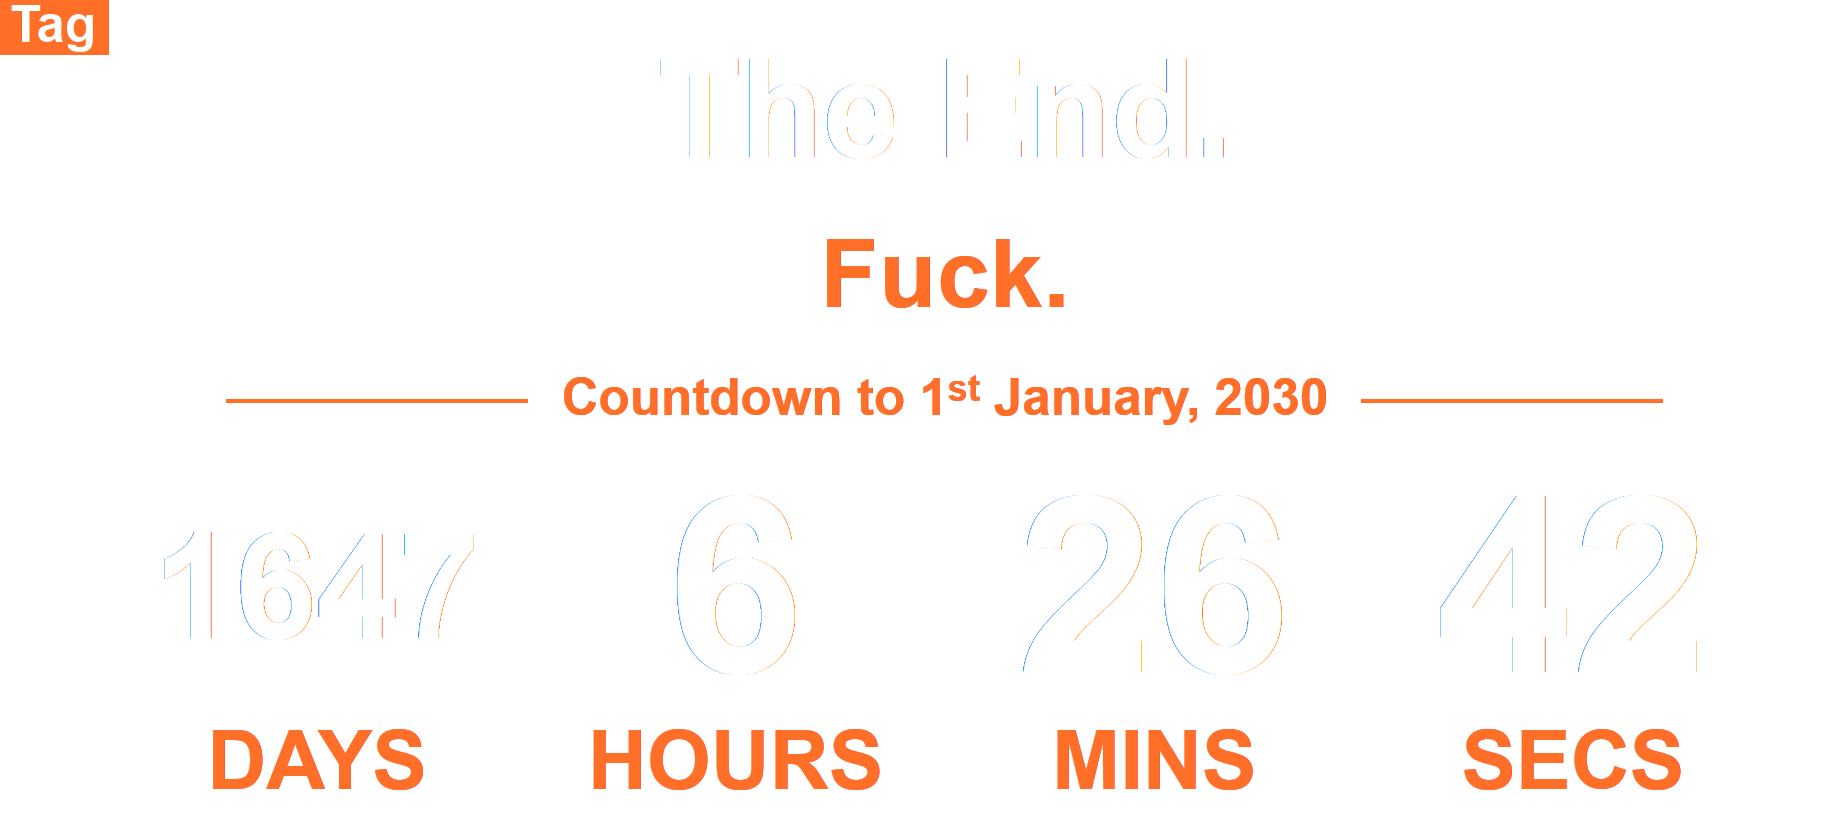 Tag
The End.
Fuck.
Countdown to 1st January, 2030
1647 6 26 42
DAYS HOURS MINS SECS